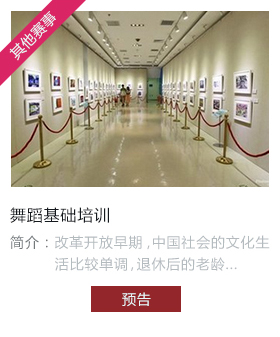 其他赛事
舞蹈基础培训
简介：改革开放早期,中国社会的文化生
活比较单调,退休后的老龄...
预告